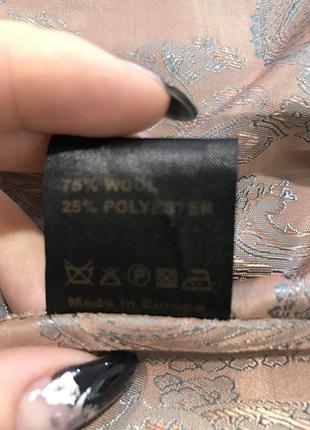 75% WOOL
25% POLYESTER
P
Made in Europe